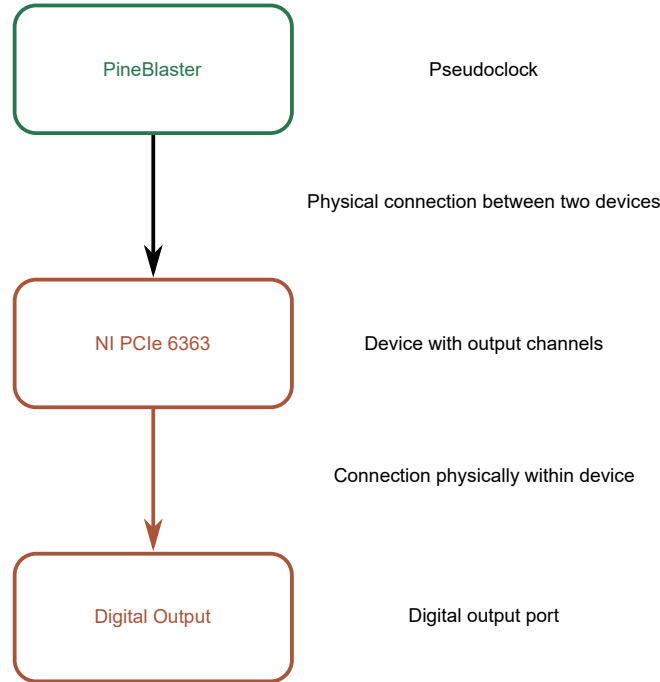 PineBlaster
Pseudoclock
Physical connection between two devices
NI PCIe 6363
Device with output channels
Connection physically within device
Digital Output
Digital output port